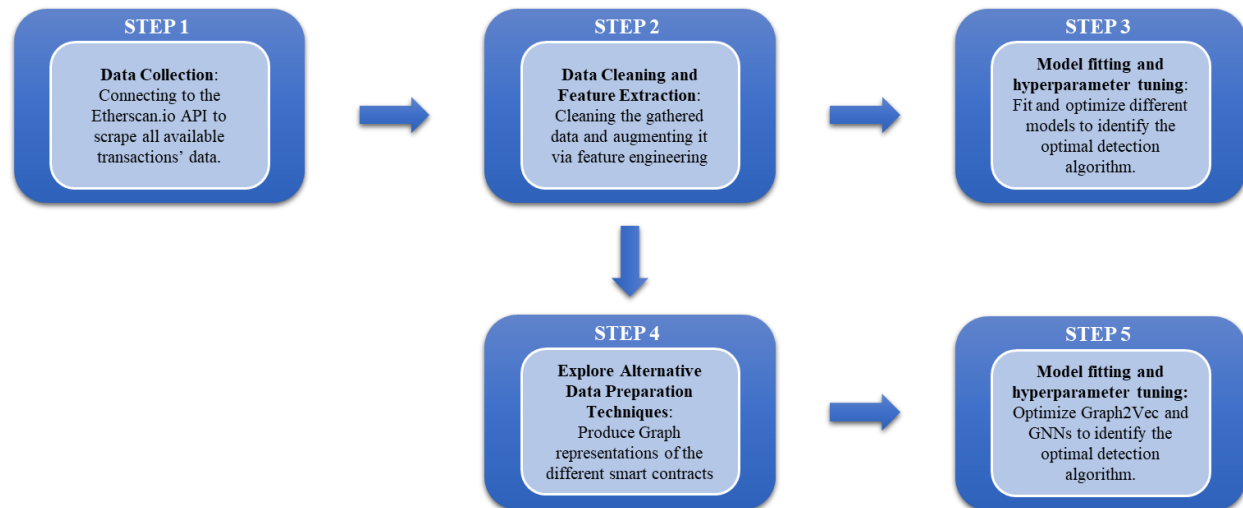 STEP 1
Data Collection:
Connecting to the
Etherscan.io API to
scrape all available
transactions’ data.
STEP 2
Data Cleaning and
Feature Extraction:
Cleaning the gathered
data and augmenting it
via feature engineering
STEP 3
Model fitting and
hyperparameter tuning:
Fit and optimize different
models to identify the
optimal detection
algorithm.
STEP 4
Explore Alternative
Data Preparation
Techniques:
Produce Graph
representations of the
different smart contracts
STEP 5
Model fitting and
hyperparameter tuning:
Optimize Graph2Vec and
GNNs to identify the
optimal detection
algorithm.